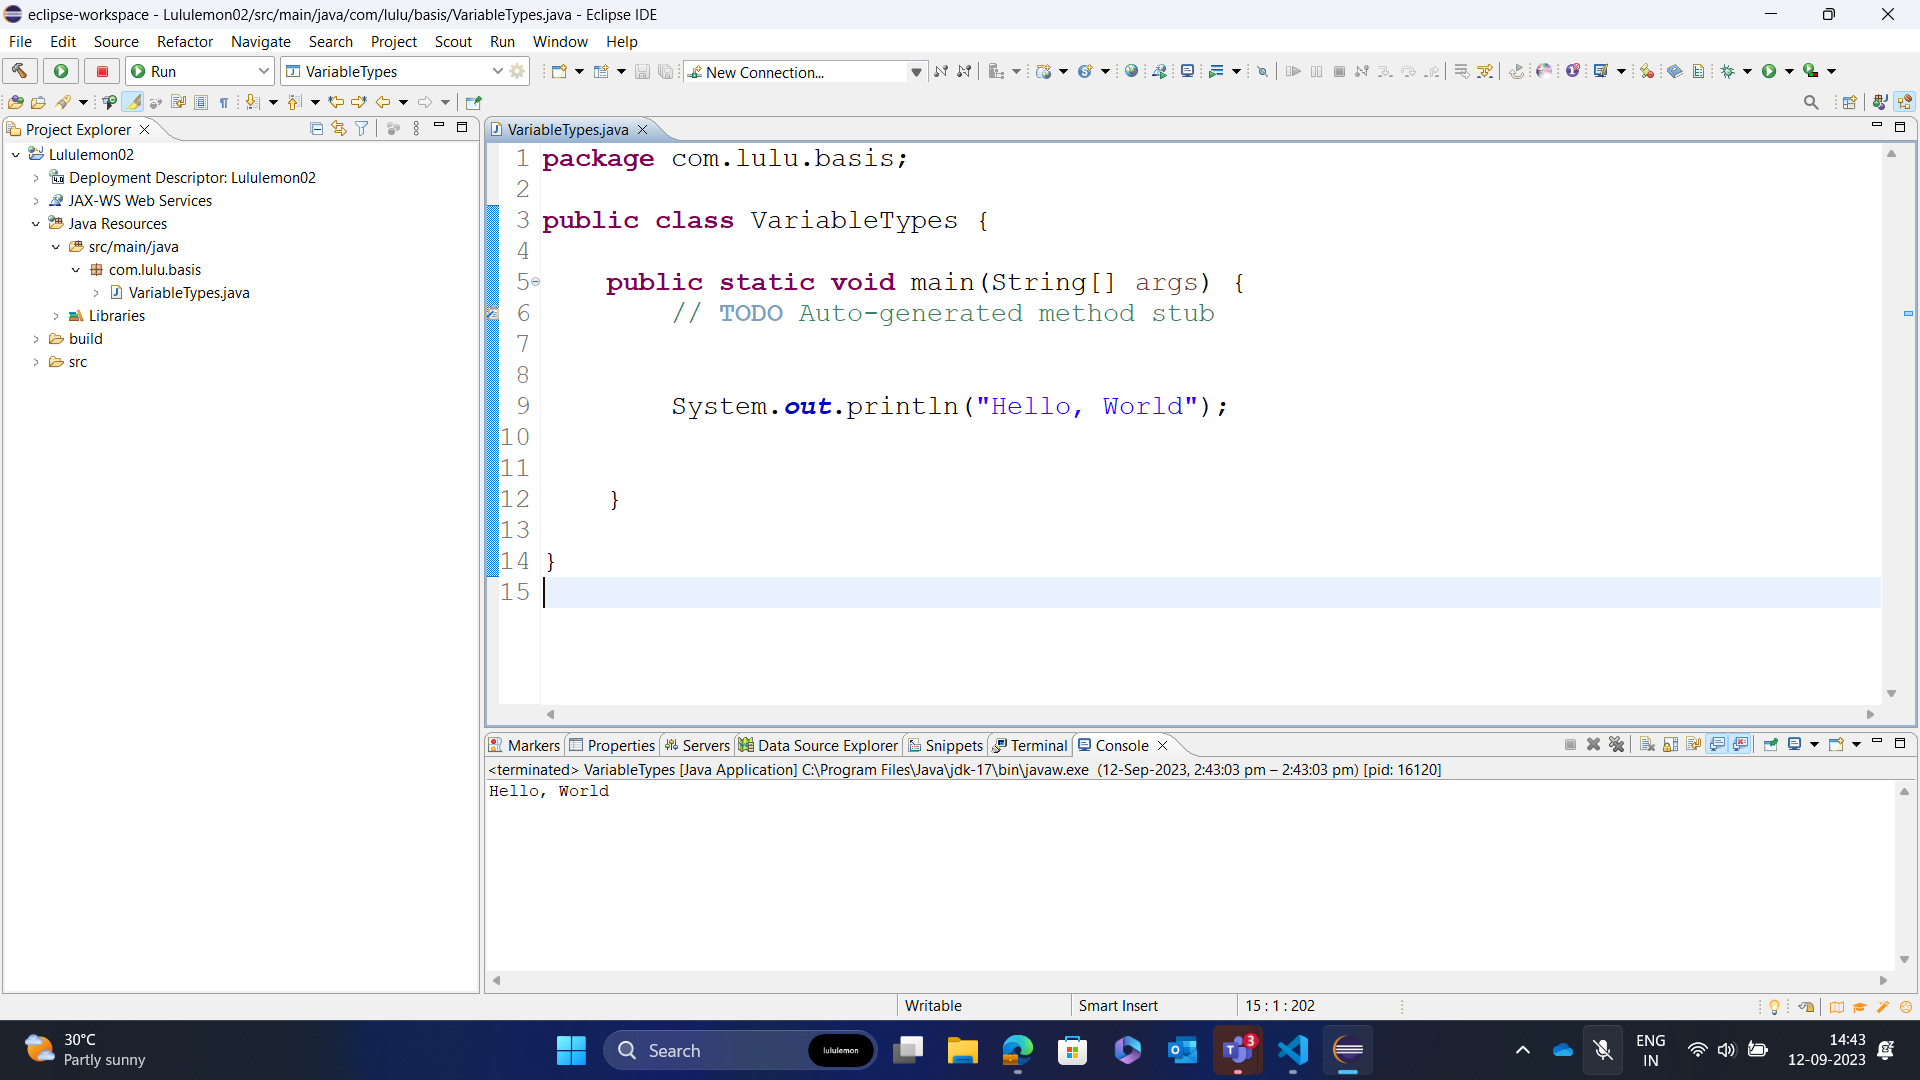 eclipse-workspace - Lululemon02/src/main/java/com/lulu/basis/VariableTypes.java - Eclipse IDE
File Edit Source Refactor Navigate Search Project Scout Run Window Help
Run VariableTypes New Connection...
Project Explorer
Lululemon02
Deployment Descriptor: Lululemon02
JAX-WS Web Services
Java Resources
src/main/java
com.lulu.basis
VariableTypes.java
Libraries
build
src
VariableTypes.java
1 package com.lulu.basis;
2
3 public class VariableTypes {
4
5 public static void main(String[] args) {
6 // TODO Auto-generated method stub
7
8
9 System.out.println("Hello, World");
10
11
12 }
13
14 }
15
Markers Properties Servers Data Source Explorer Snippets Terminal Console
<terminated> VariableTypes [Java Application] C:\Program Files\Java\jdk-17\bin\javaw.exe (12-Sep-2023, 2:43:03 pm – 2:43:03 pm) [pid: 16120]
Hello, World
Writable Smart Insert 15 : 1 : 202
30°C
Partly sunny
Search lululemon
3
ENG
IN
14:43
12-09-2023